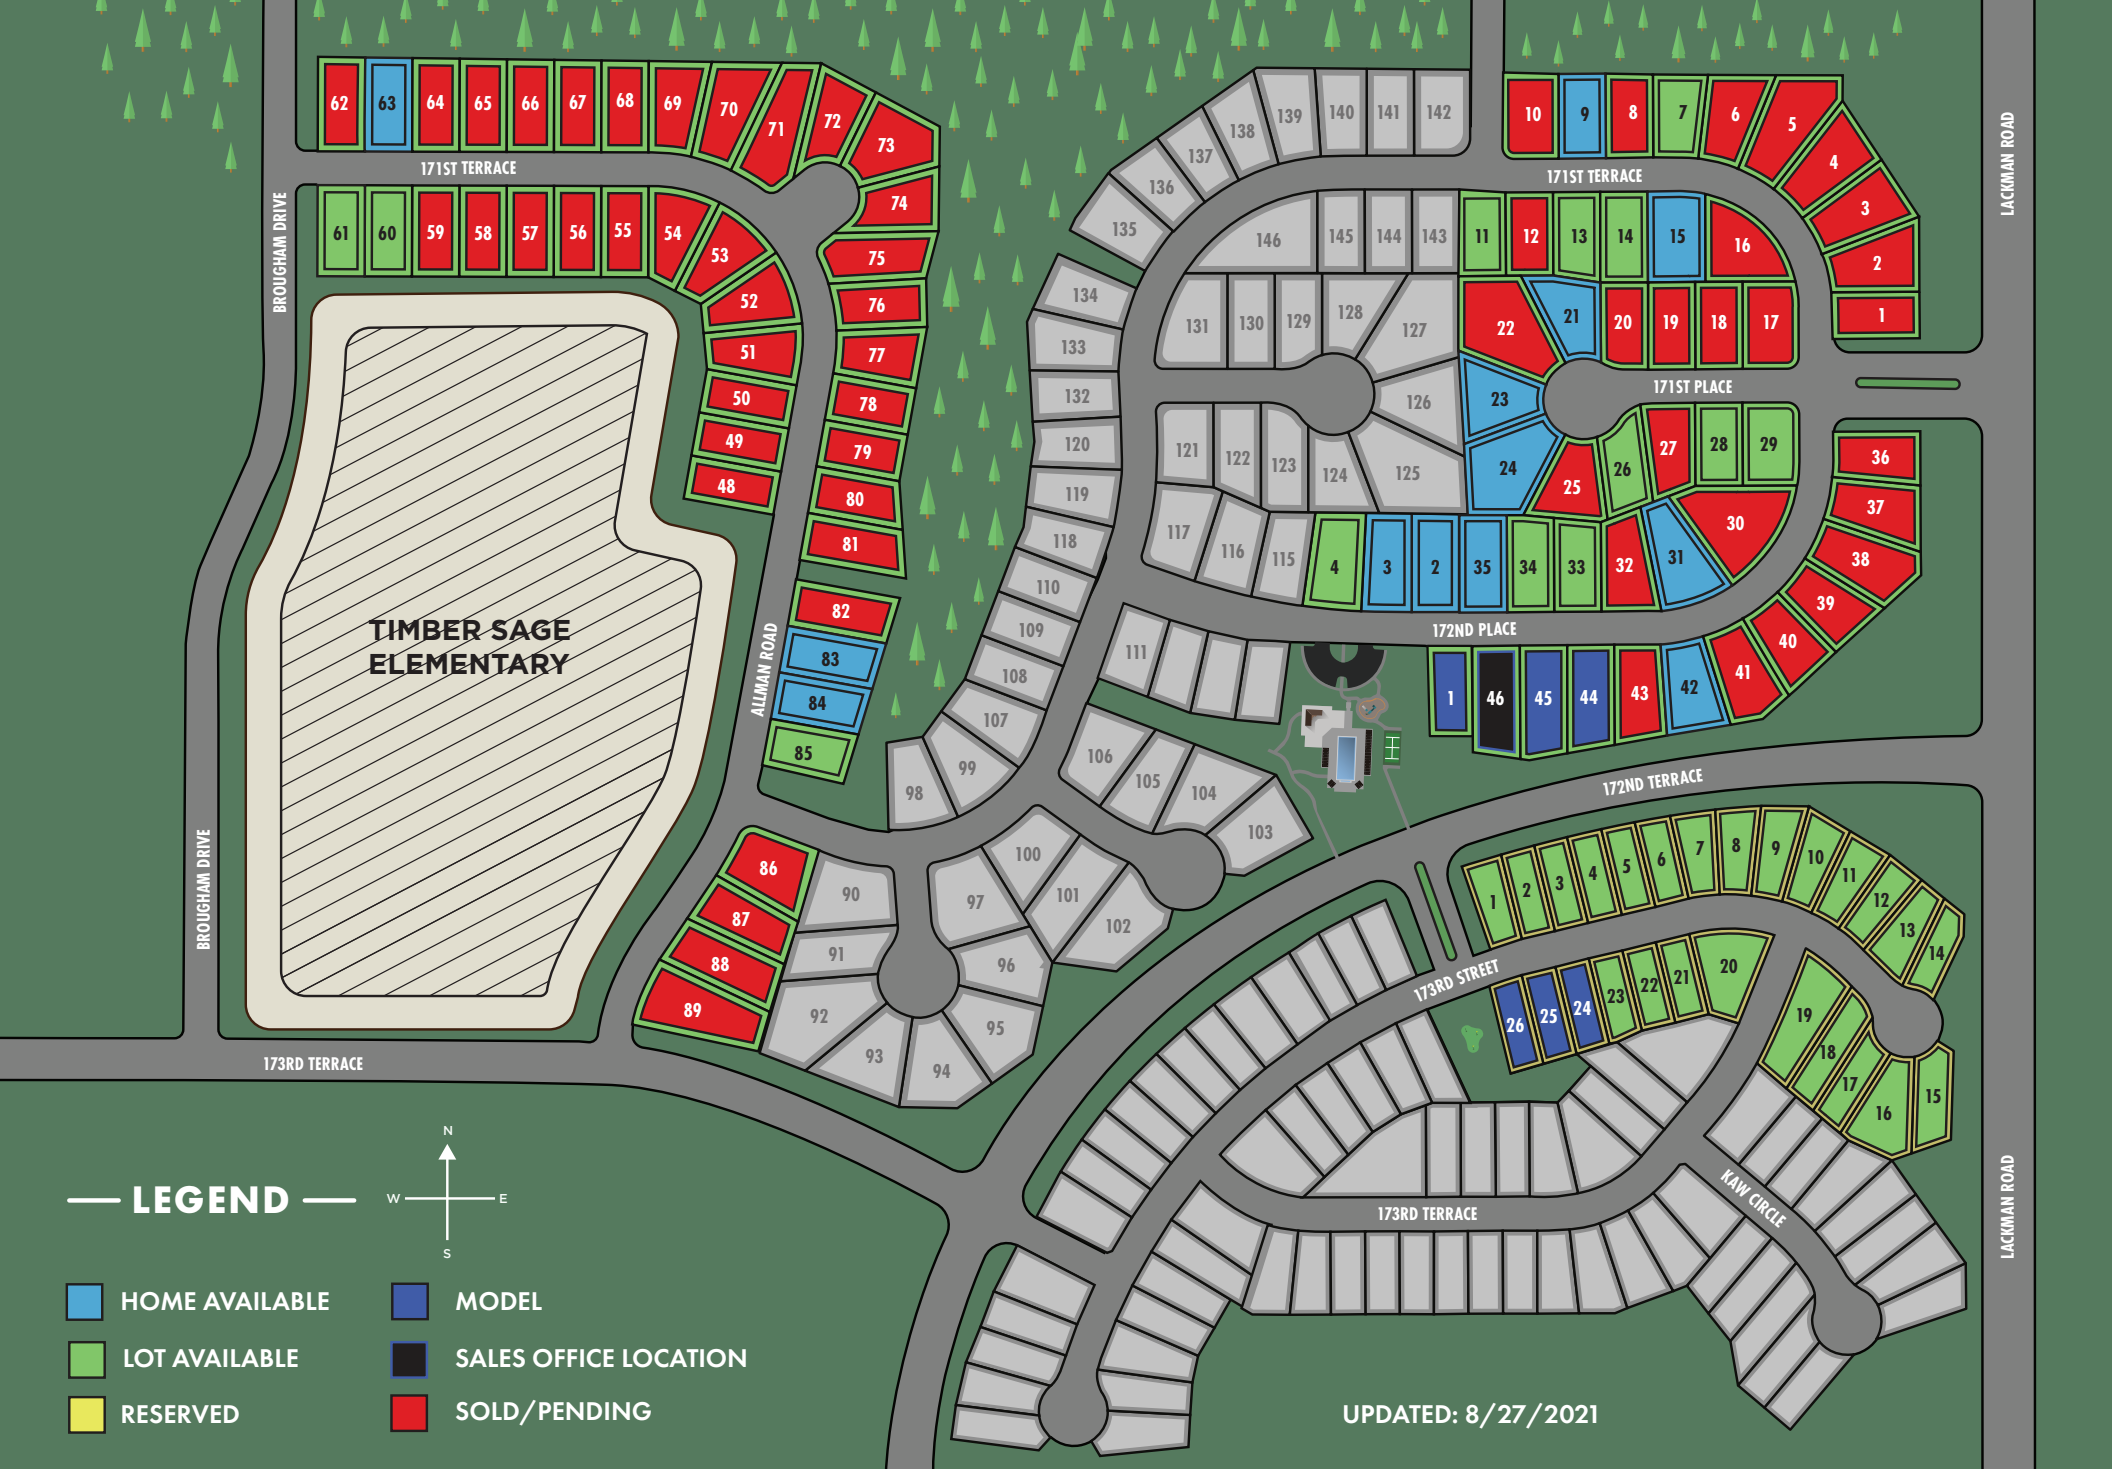 62 63 64 65 66 67 68 69 70 71 72 73
74
171ST TERRACE
61 60 59 58 57 56 55 54 53
52
51
50
49
48
75
76
77
78
79
80
81
82
83
84
85
BROUGHAM DRIVE
BROUGHAM DRIVE
ALLMAN ROAD
TIMBER SAGE
ELEMENTARY
86
87
88
89
173RD TERRACE
139 140 141 142
138
137
136
135
134
133
132
120
119
118
110
109
108
107
99
98
146 145 144 143
131 130 129 128 127
126
121 122 123 124 125
117 116 115
111
106 105 104
103
100
101
102
97
96
95
94
93
92
91
90
10 9 8 7 6 5
4
3
2
1
171ST TERRACE
11 12 13 14 15 16
22 21 20 19 18 17
23
171ST PLACE
24 25 26 27 28 29
30
4 3 2 35 34 33 32 31
36
37
38
39
40
41
172ND PLACE
1 46 45 44 43 42
172ND TERRACE
LACKMAN ROAD
LACKMAN ROAD
1 2 3 4 5 6 7 8 9 10 11 12 13 14
173RD STREET
26 25 24 23 22 21 20
19
18
17
16
15
173RD TERRACE
KAW CIRCLE
LEGEND
N
W E
S
HOME AVAILABLE
LOT AVAILABLE
RESERVED
MODEL
SALES OFFICE LOCATION
SOLD/PENDING
UPDATED: 8/27/2021